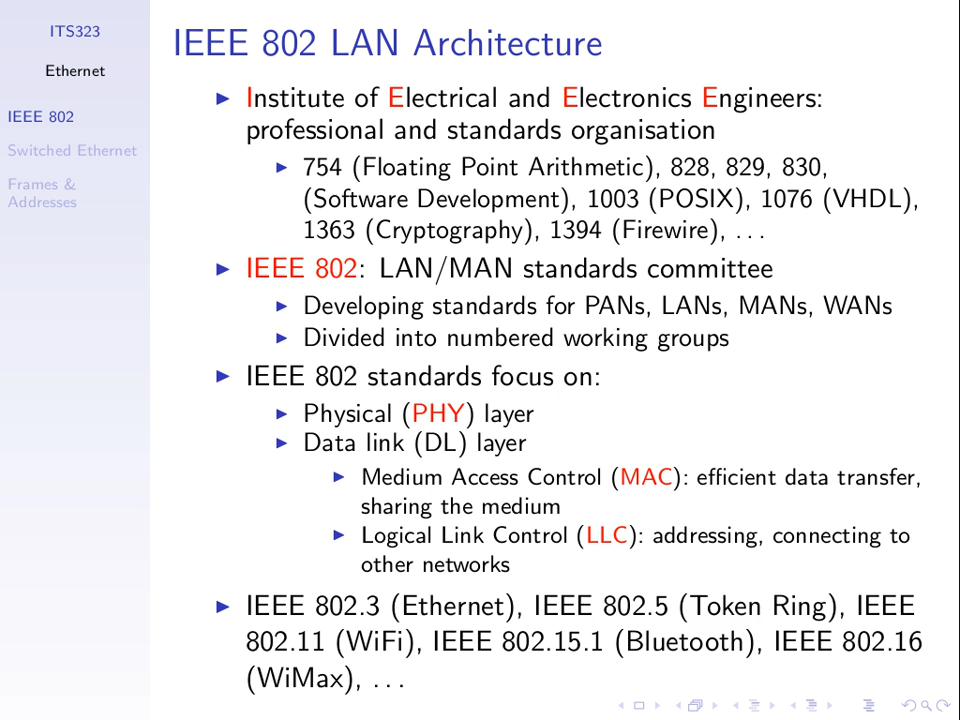 ITS323
Ethernet
IEEE 802
Switched Ethernet
Frames &
Addresses
IEEE 802 LAN Architecture
Institute of Electrical and Electronics Engineers:
professional and standards organisation
754 (Floating Point Arithmetic), 828, 829, 830,
(Software Development), 1003 (POSIX), 1076 (VHDL),
1363 (Cryptography), 1394 (Firewire), ...
IEEE 802: LAN/MAN standards committee
Developing standards for PANs, LANs, MANs, WANs
Divided into numbered working groups
IEEE 802 standards focus on:
Physical (PHY) layer
Data link (DL) layer
Medium Access Control (MAC): efficient data transfer,
sharing the medium
Logical Link Control (LLC): addressing, connecting to
other networks
IEEE 802.3 (Ethernet), IEEE 802.5 (Token Ring), IEEE
802.11 (WiFi), IEEE 802.15.1 (Bluetooth), IEEE 802.16
(WiMax), ...